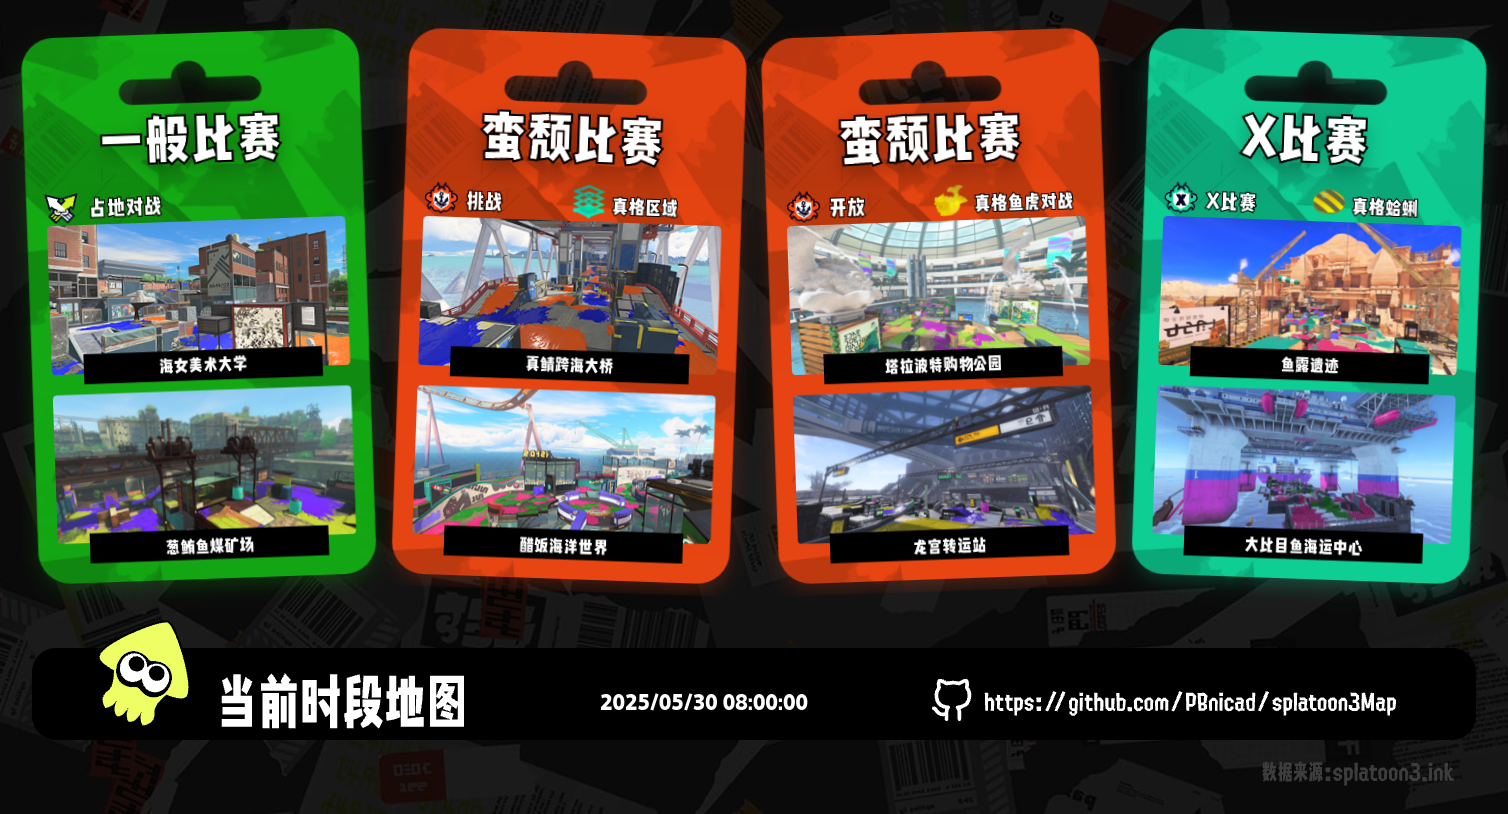 一般比赛
占地对战
海女美术大学
葱鲔鱼煤矿场
蛮颓比赛
挑战
真格区域
真鲭跨海大桥
醋饭海洋世界
蛮颓比赛
开放
真格鱼虎对战
塔拉波特购物公园
龙宫转运站
X比赛
X比赛
真格蛤蜊
鱼露遗迹
大比目鱼海运中心
当前时段地图
2025/05/30 08:00:00
https://github.com/PBnicad/splatoon3Map
数据来源:splatoon3.ink